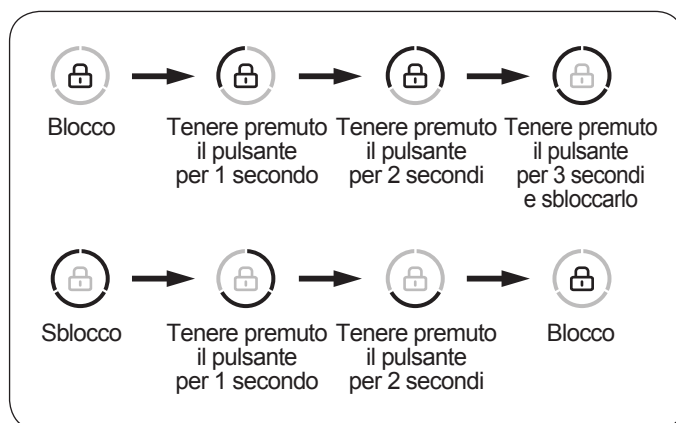 Blocco
Tenere premuto
il pulsante
per 1 secondo
Tenere premuto
il pulsante
per 2 secondi
Tenere premuto
il pulsante
per 3 secondi
e sbloccarlo
Sblocco
Tenere premuto
il pulsante
per 1 secondo
Tenere premuto
il pulsante
per 2 secondi
Blocco